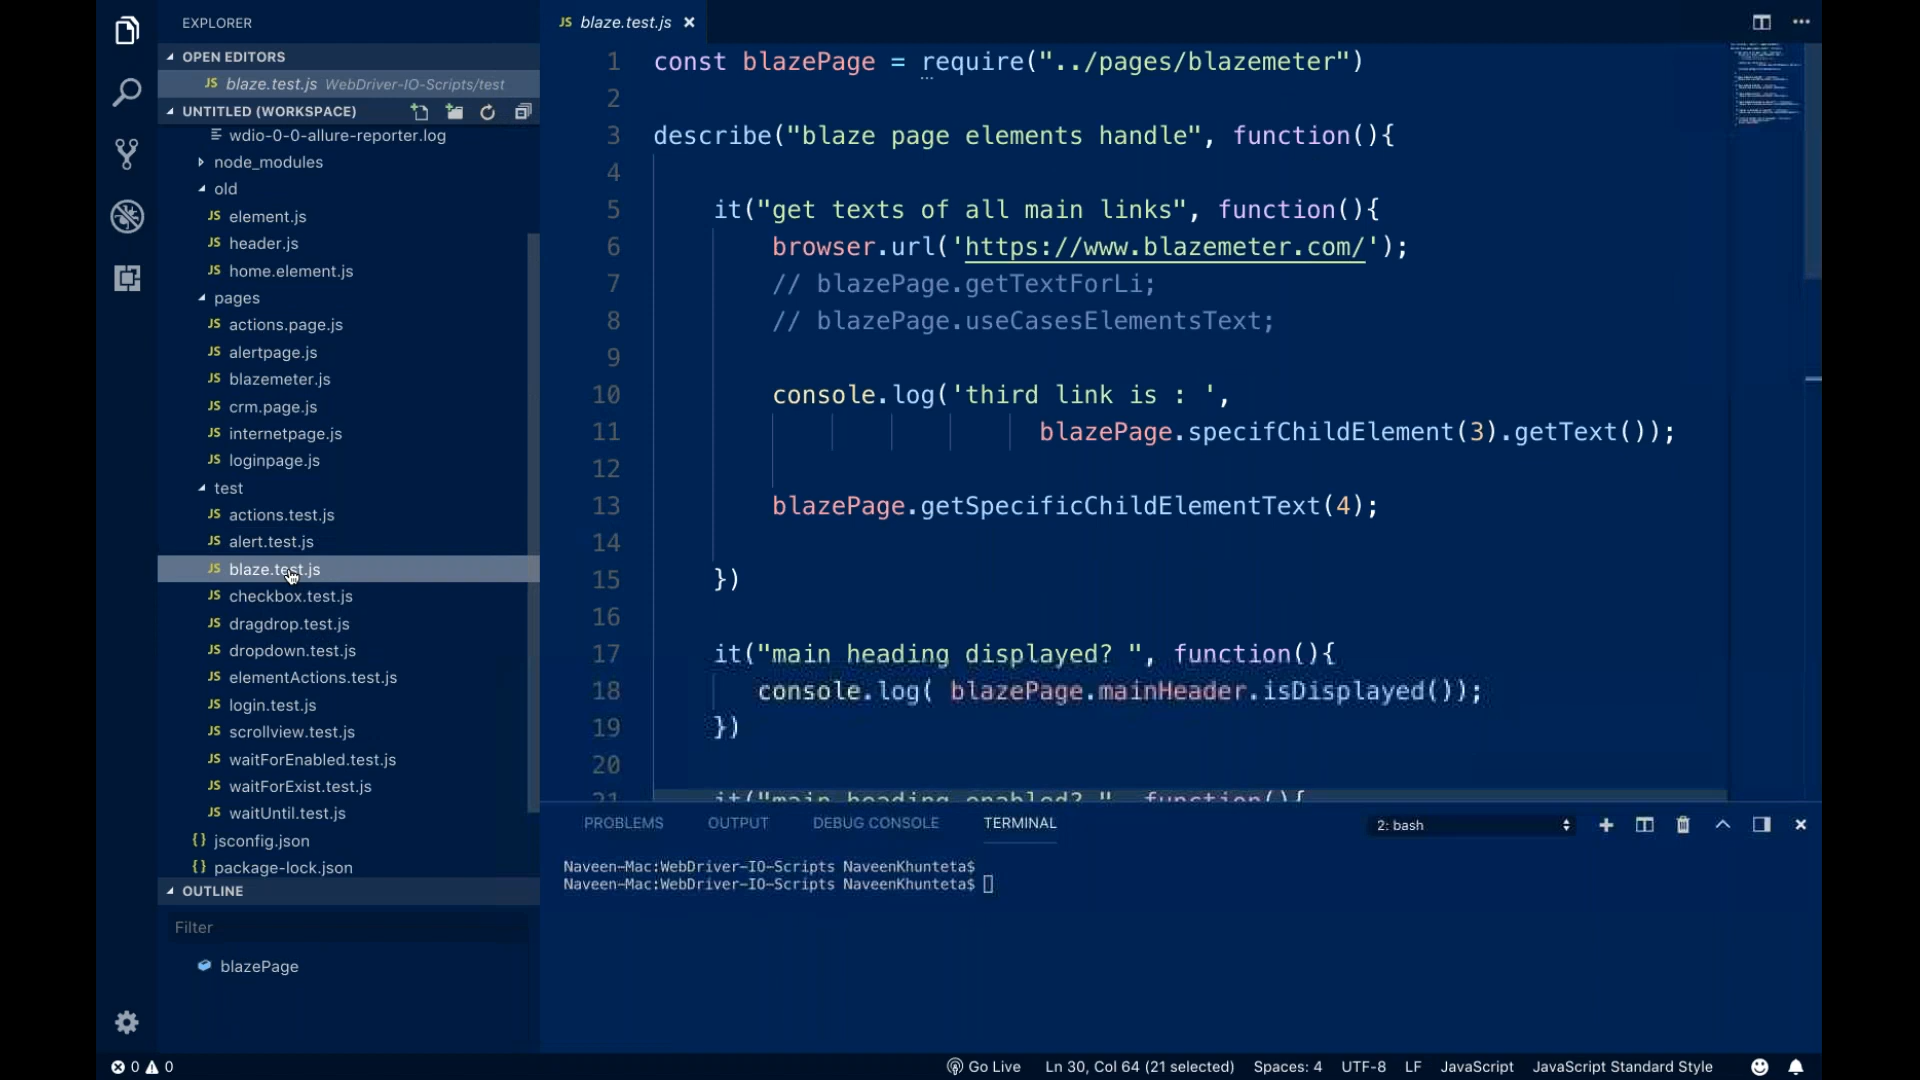 EXPLORER
OPEN EDITORS
JS blaze.test.js WebDriver-IO-Scripts/test
UNTITLED (WORKSPACE)
wdio-0-0-allure-reporter.log
node_modules
old
JS element.js
JS header.js
JS home.element.js
pages
JS actions.page.js
JS alertpage.js
JS blazemeter.js
JS crm.page.js
JS internetpage.js
JS loginpage.js
test
JS actions.test.js
JS alert.test.js
JS blaze.test.js
JS checkbox.test.js
JS dragdrop.test.js
JS dropdown.test.js
JS elementActions.test.js
JS login.test.js
JS scrollview.test.js
JS waitForEnabled.test.js
JS waitForExist.test.js
JS waitUntil.test.js
{} jsconfig.json
{} package-lock.json
OUTLINE
Filter
blazePage
JS blaze.test.js
1 const blazePage = require("../pages/blazemeter")
2
3 describe("blaze page elements handle", function(){
4
5 it("get texts of all main links", function(){
6 browser.url('https://www.blazemeter.com/');
7 // blazePage.getTextForLi;
8 // blazePage.useCasesElementsText;
9
10 console.log('third link is : ',
11 blazePage.specifChildElement(3).getText());
12
13 blazePage.getSpecificChildElementText(4);
14
15 })
16
17 it("main heading displayed? ", function(){
18 console.log( blazePage.mainHeader.isDisplayed());
19 })
20
21 it("main heading enabled? ", function(){
PROBLEMS OUTPUT DEBUG CONSOLE TERMINAL 2: bash
Naveen-Mac:WebDriver-IO-Scripts NaveenKhunteta$
Naveen-Mac:WebDriver-IO-Scripts NaveenKhunteta$
0 0 Go Live Ln 30, Col 64 (21 selected) Spaces: 4 UTF-8 LF JavaScript JavaScript Standard Style